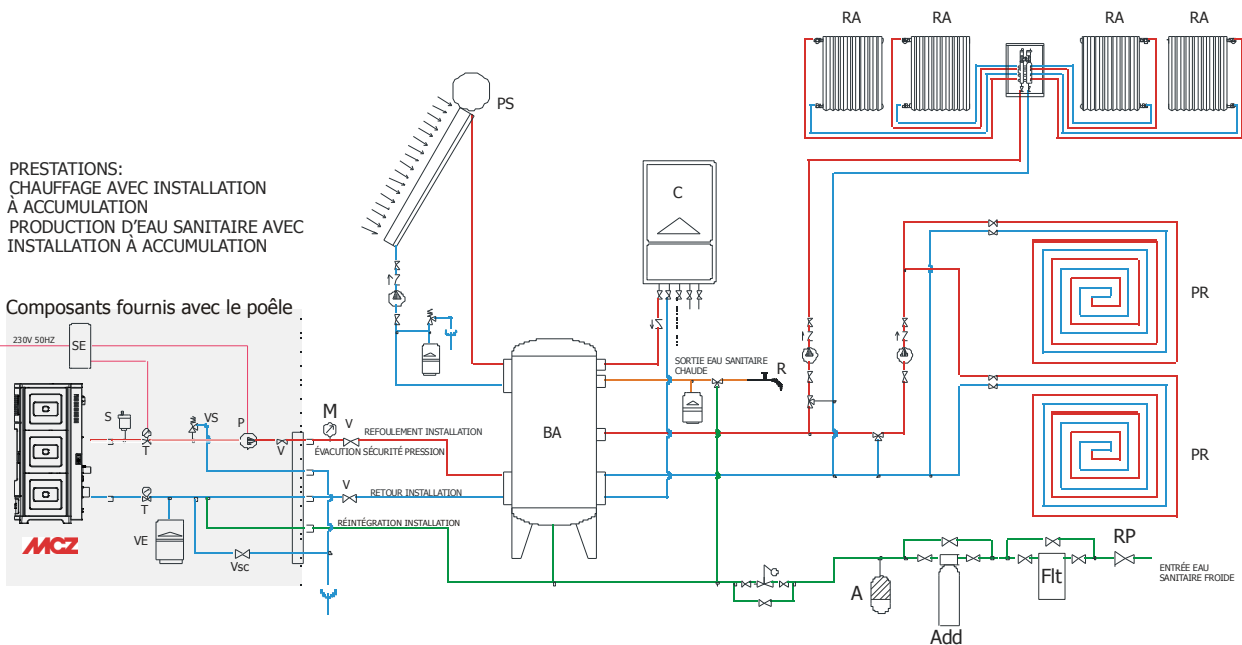 RA
RA
RA
RA
PS
PRESTATIONS:
CHAUFFAGE AVEC INSTALLATION
À ACCUMULATION
PRODUCTION D'EAU SANITAIRE AVEC
INSTALLATION À ACCUMULATION
C
Composants fournis avec le poêle
230V 50HZ
SE
PR
SORTIE EAU SANITAIRE
CHAUDE
R
S
VS
P
M
V
T
V
REFOULEMENT INSTALLATION
ÉVACUTION SÉCURITÉ PRESSION
BA
PR
V
RETOUR INSTALLATION
T
RÉINTÉGRATION INSTALLATION
VE
MCZ
Vsc
RP
ENTRÉE EAU
SANITAIRE FROIDE
Flt
A
Add